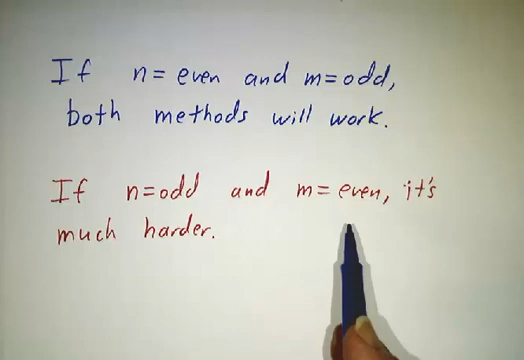 If n=even and m=odd,
both methods will work.
If n=odd and m=even, it's
much harder.